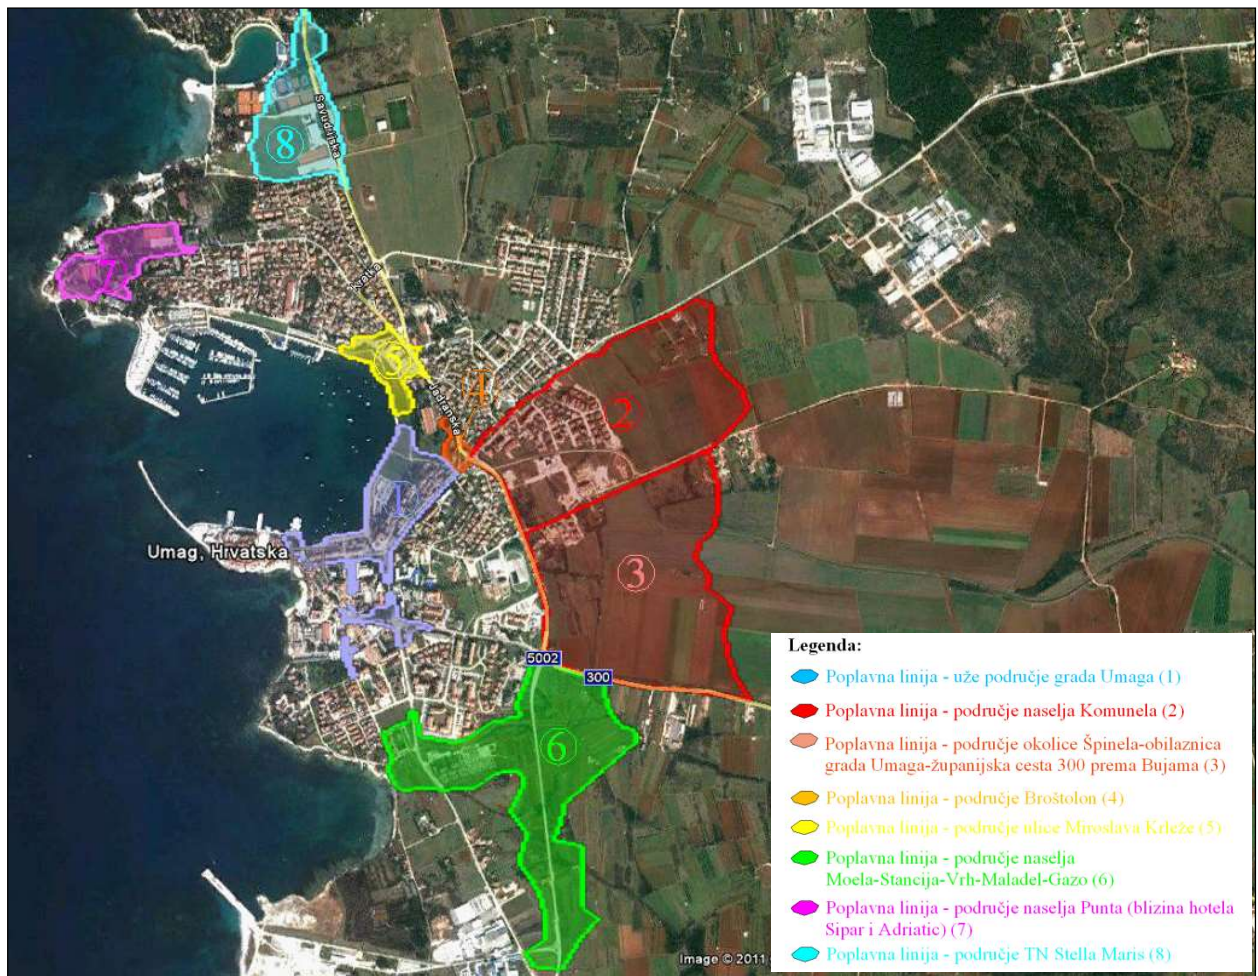 Savudrijska
8
Tvatka
5
Jadranska
4
2
1
Umag, Hrvatska
3
5002
300
6
Legenda:
Poplavna linija - uže područje grada Umaga (1)
Poplavna linija - područje naselja Komunela (2)
Poplavna linija - područje okolice Špinela-obilaznica
grada Umaga-županijska cesta 300 prema Bujama (3)
Poplavna linija - područje Broštolon (4)
Poplavna linija - područje ulice Miroslava Krleže (5)
Poplavna linija - područje naselja
Moela-Stancija-Vrh-Maladel-Gazo (6)
Poplavna linija - područje naselja Punta (blizina hotela
Sipar i Adriatic) (7)
Poplavna linija - područje TN Stella Maris (8)
Image © 2011